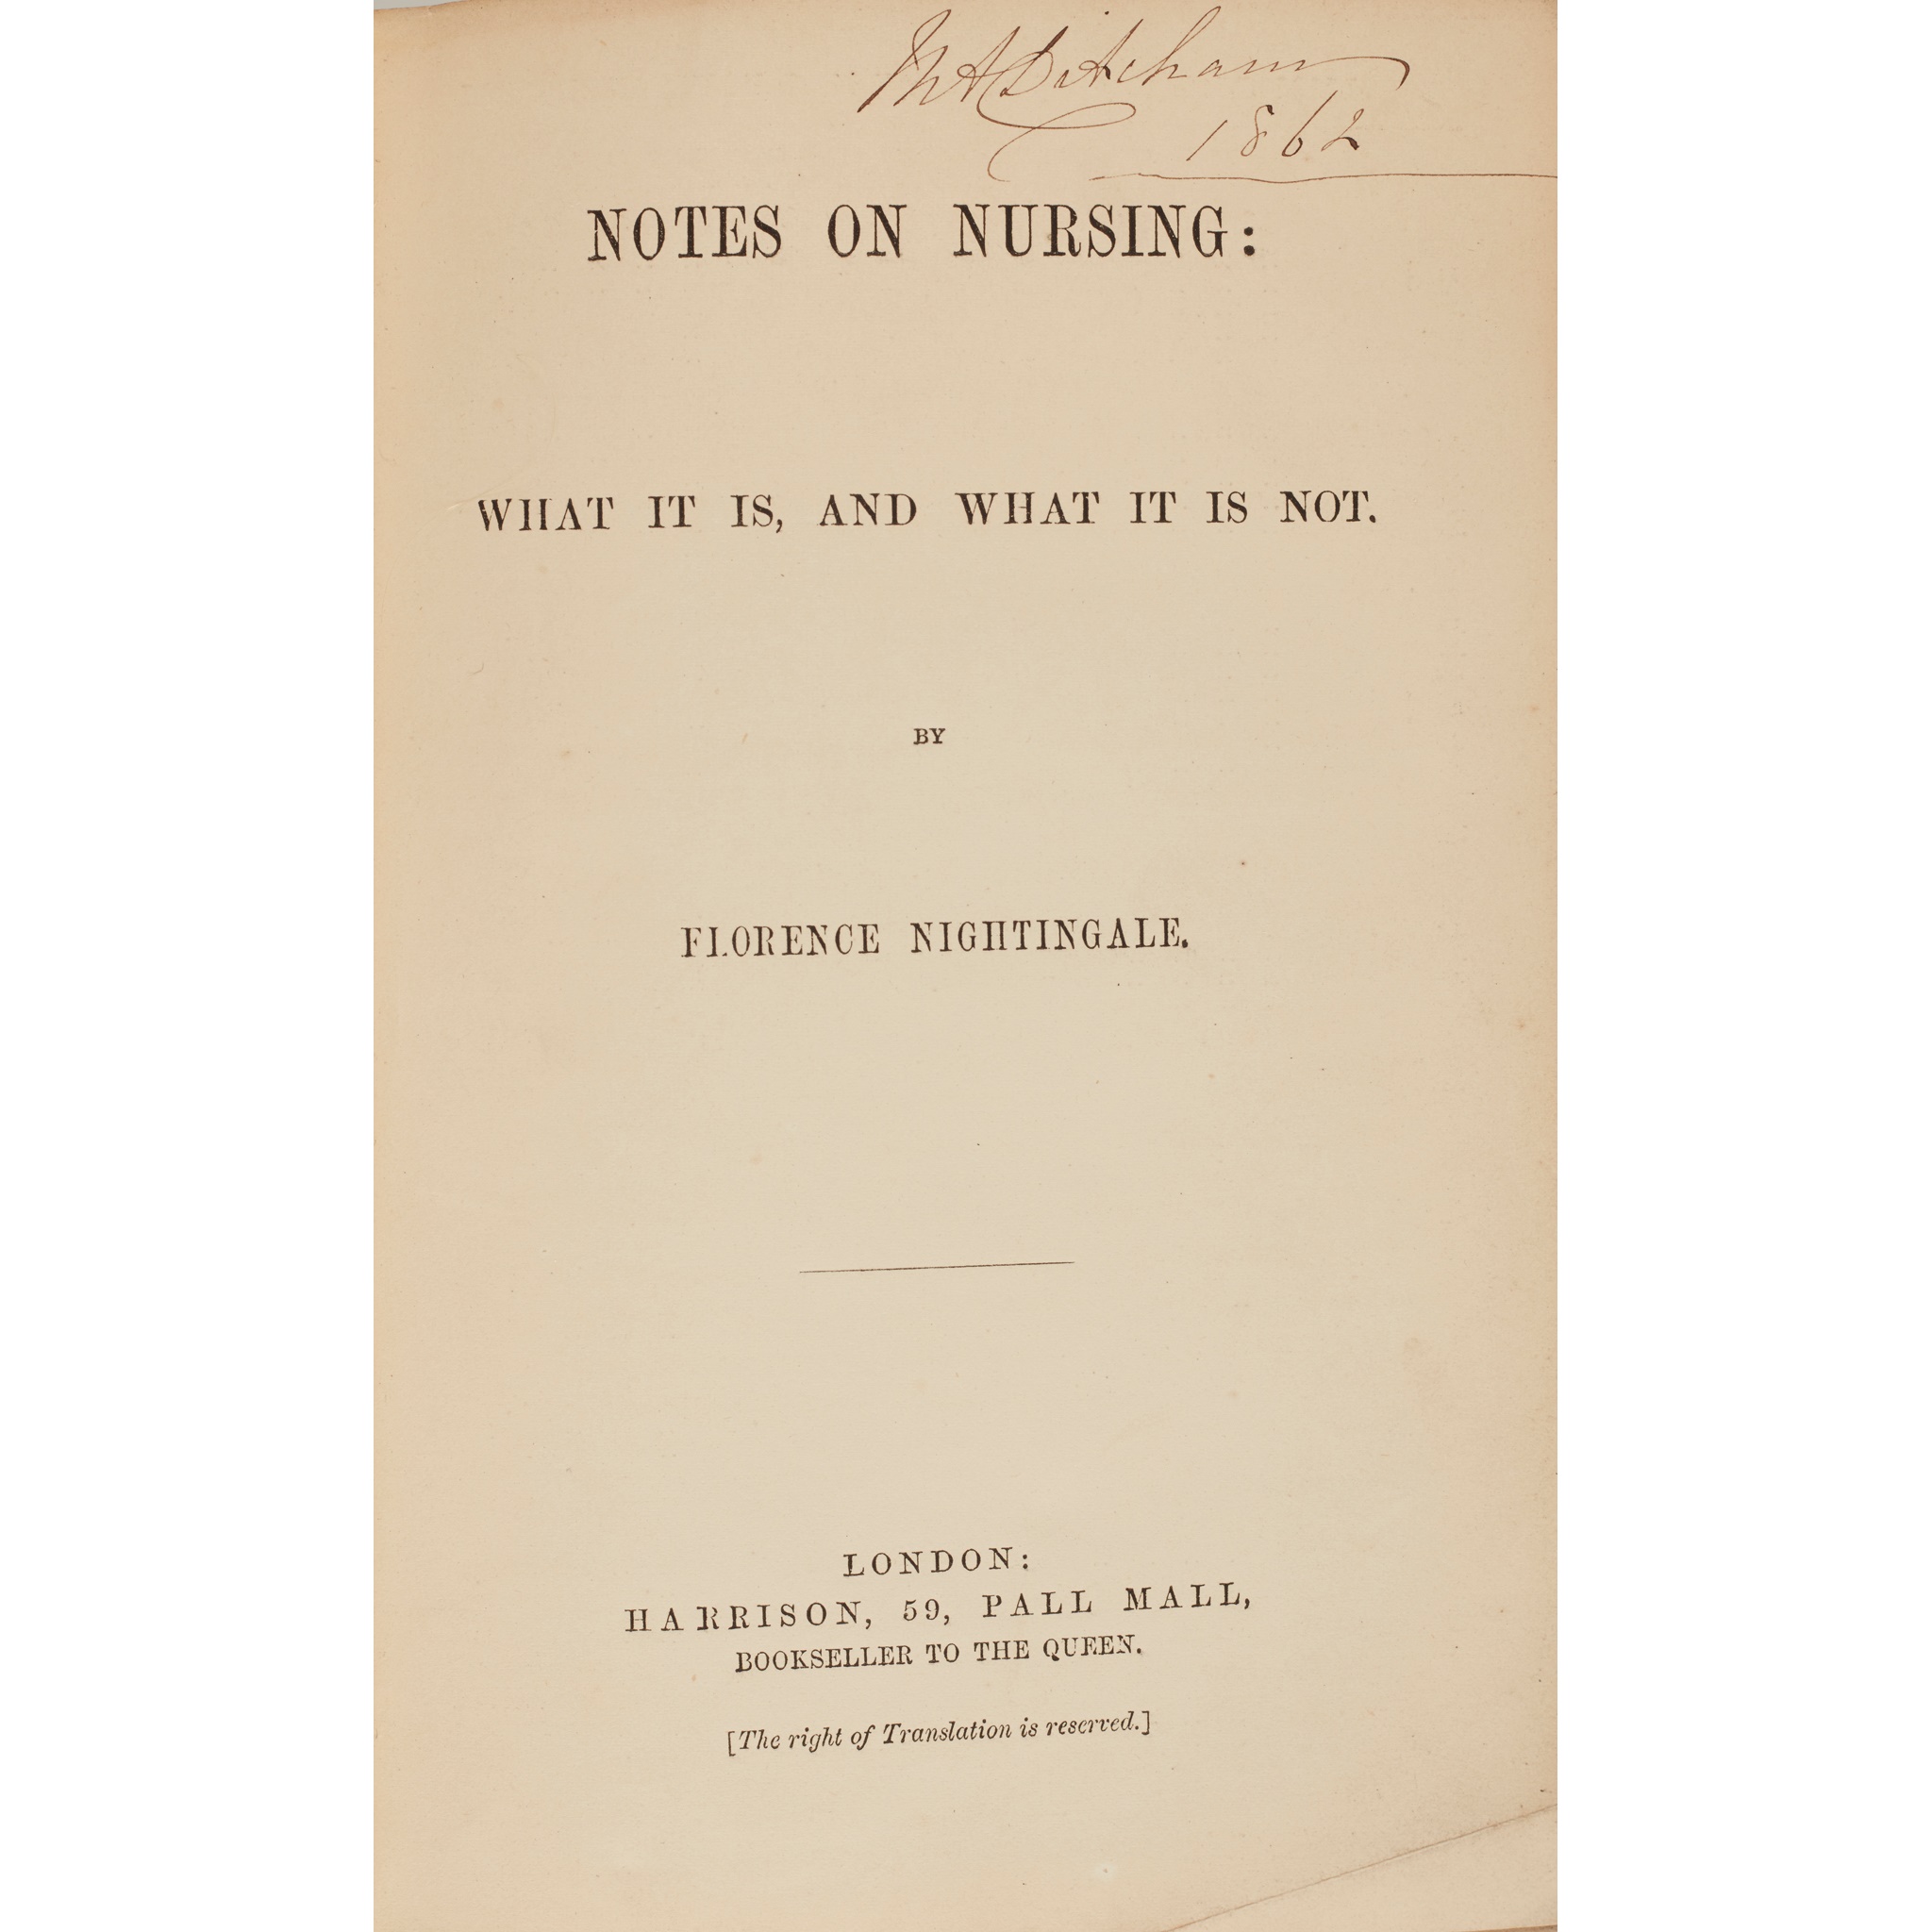 M A Bitcham
1862
NOTES ON NURSING:
WHAT IT IS, AND WHAT IT IS NOT.
BY
FLORENCE NIGHTINGALE.
LONDON:
HARRISON, 59, PALL MALL,
BOOKSELLER TO THE QUEEN.
[The right of Translation is reserved.]